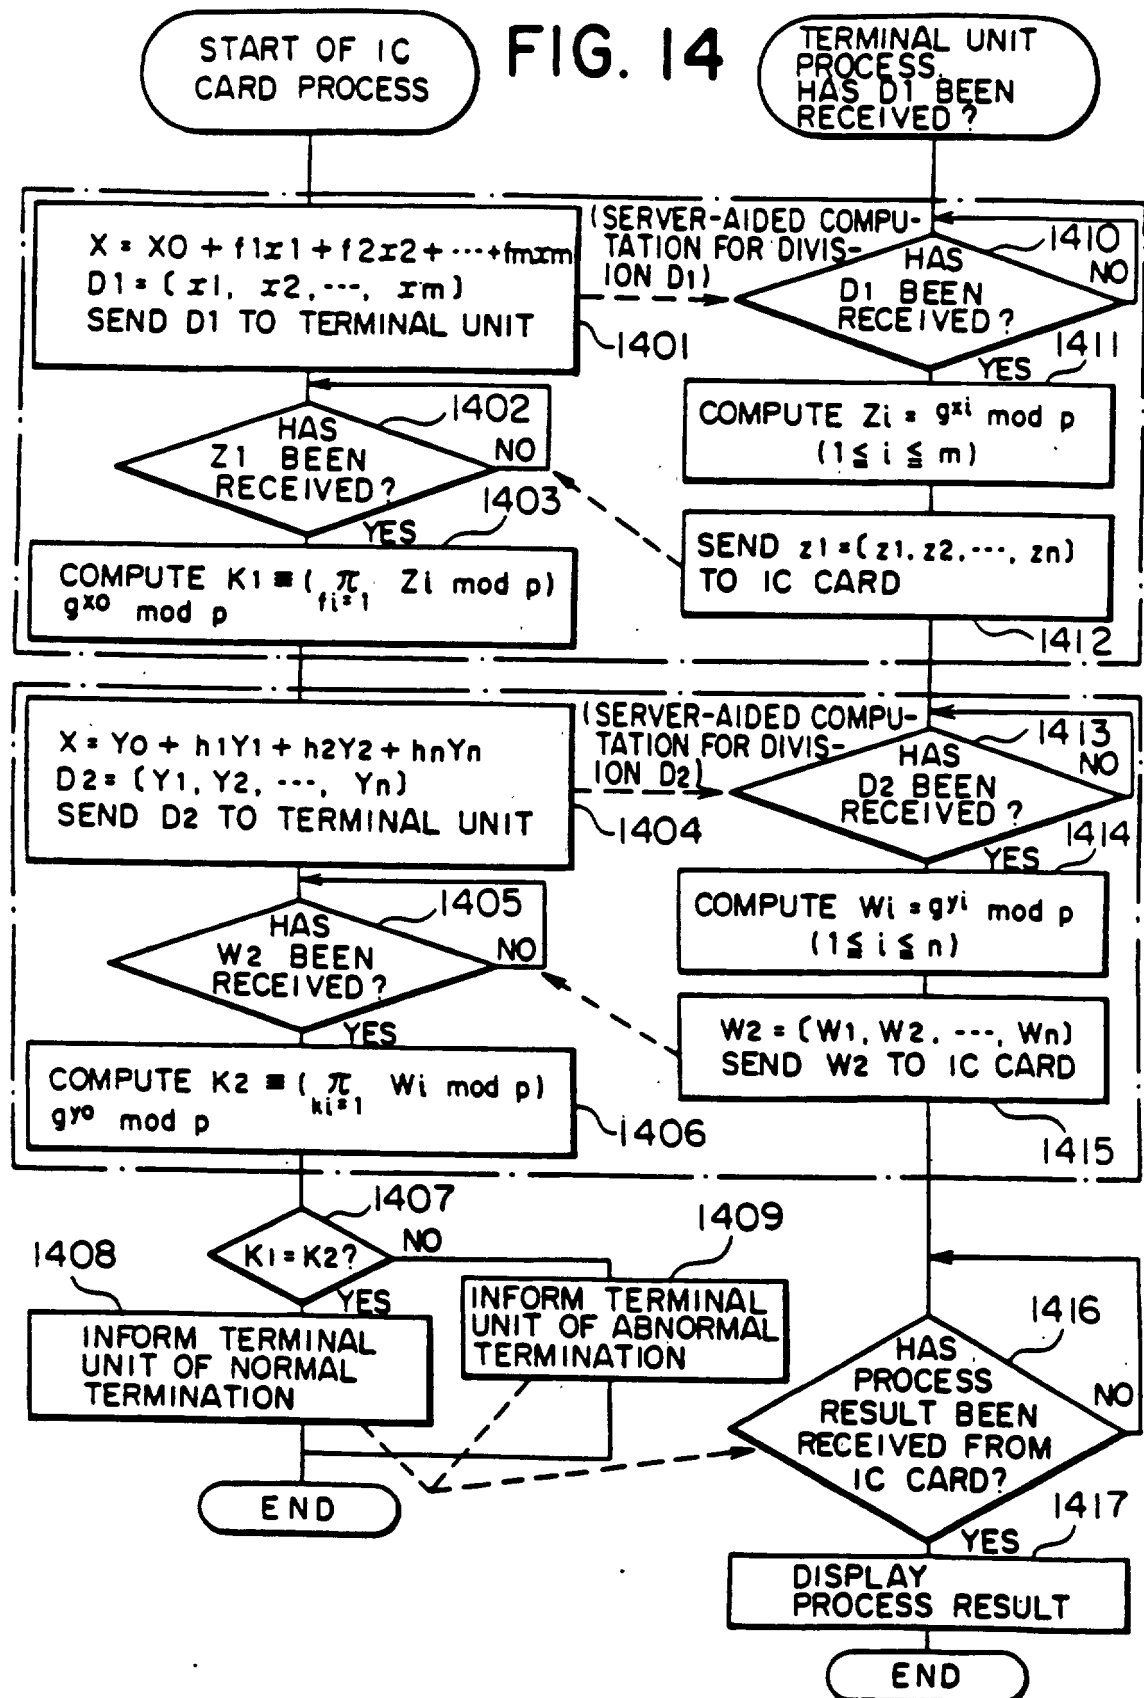 FIG. 14
START OF IC
CARD PROCESS
TERMINAL UNIT
PROCESS.
HAS D1 BEEN
RECEIVED?
X = X0 + f1x1 + f2x2 + ··· + fmxm
D1 = (x1, x2, ···, xm)
SEND D1 TO TERMINAL UNIT
1401
(SERVER-AIDED COMPU-
TATION FOR DIVIS-
ION D1)
HAS
D1 BEEN
RECEIVED?
1410
NO
YES
1411
COMPUTE Zi = gxi mod p
(1 ≦ i ≦ m)
HAS
Z1 BEEN
RECEIVED?
1402
NO
YES
1403
SEND z1 = (z1, z2, ···, zn)
TO IC CARD
1412
COMPUTE K1 ≡ ( π Zi mod p)
fi=1
gx0 mod p
X = Y0 + h1Y1 + h2Y2 + hnYn
D2 = (Y1, Y2, ···, Yn)
SEND D2 TO TERMINAL UNIT
1404
(SERVER-AIDED COMPU-
TATION FOR DIVIS-
ION D2)
HAS
D2 BEEN
RECEIVED?
1413
NO
YES
1414
COMPUTE Wi = gyi mod p
(1 ≦ i ≦ n)
HAS
W2 BEEN
RECEIVED?
1405
NO
YES
W2 = (W1, W2, ···, Wn)
SEND W2 TO IC CARD
1415
COMPUTE K2 ≡ ( π Wi mod p)
ki=1
gy0 mod p
1406
K1 = K2?
1407
NO
YES
1408
INFORM TERMINAL
UNIT OF NORMAL
TERMINATION
1409
INFORM TERMINAL
UNIT OF ABNORMAL
TERMINATION
END
HAS
PROCESS
RESULT BEEN
RECEIVED FROM
IC CARD?
1416
NO
YES
1417
DISPLAY
PROCESS RESULT
END